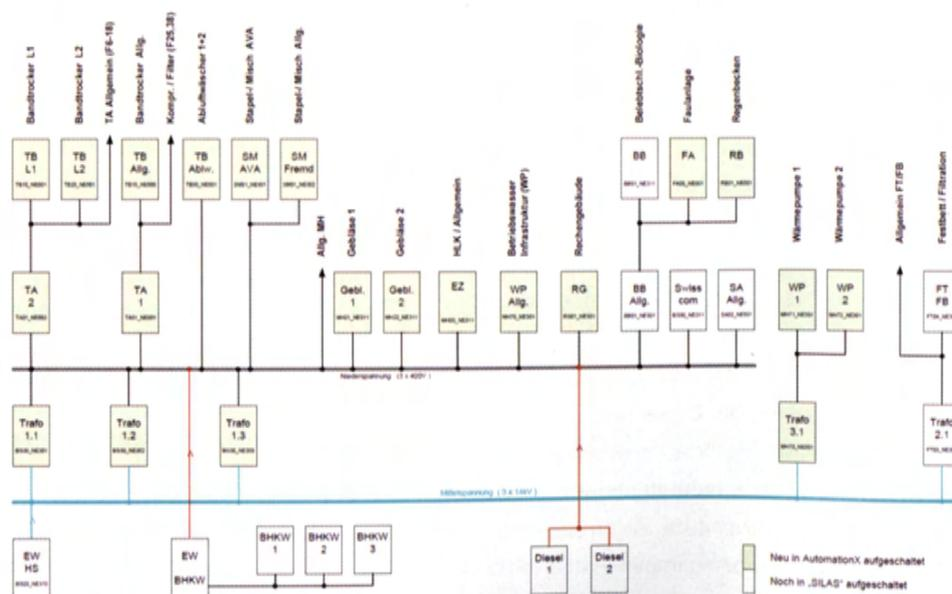 Bandtrocker L1
Bandtrocker L2
TA Allgemein (F6-18)
Bandtrocker Allg.
Kompr. / Filter (F25,38)
Abluftwäscher 1+2
Stapel-/ Misch AVA
Stapel-/ Misch Allg.
Allg. MH
Gebläse 1
Gebläse 2
HLK / Allgemein
Betriebswasser
Infrastruktur (WP)
Rechengebäude
Belebtschl.-Biologie
Faulanlage
Regenbecken
Wärmepumpe 1
Wärmepumpe 2
Allgemein FT/FB
Festbett / Filtration
TB
L1
TB
L2
TB
Allg.
TB
Ablw.
SM
AVA
SM
Fremd
BB
FA
RB
TA
2
TA
1
Gebl.
1
Gebl.
2
EZ
WP
Allg.
RG
BB
Allg.
Swiss
com
SA
Allg.
WP
1
WP
2
FT
FB
Niederspannung
Trafo
1.1
Trafo
1.2
Trafo
1.3
Trafo
3.1
Trafo
2.1
Mittelspannung
EW
HS
EW
BHKW
BHKW
1
BHKW
2
BHKW
3
Diesel
1
Diesel
2
Neu in AutomationX aufgeschaltet
Noch in „SILAS" aufgeschaltet